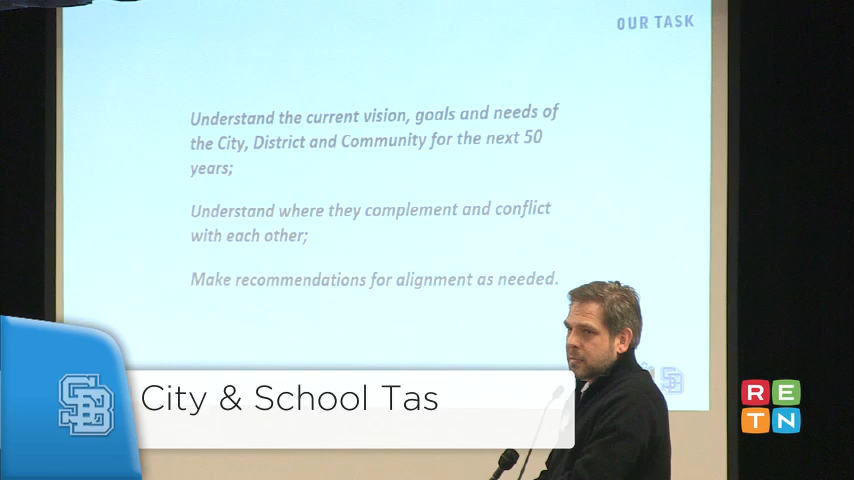 OUR TASK
Understand the current vision, goals and needs of
the City, District and Community for the next 50
years;
Understand where they complement and conflict
with each other;
Make recommendations for alignment as needed.
SB
SB
City & School Tas
R E
T N